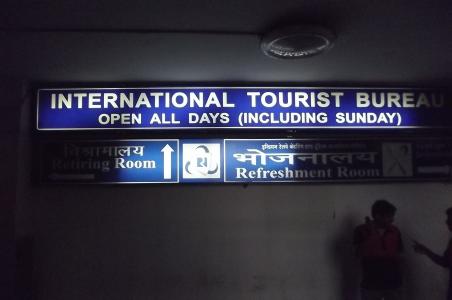 INTERNATIONAL TOURIST BUREAU
OPEN ALL DAYS (INCLUDING SUNDAY)
विश्रामालय
Retiring Room
भोजनालय
Refreshment Room